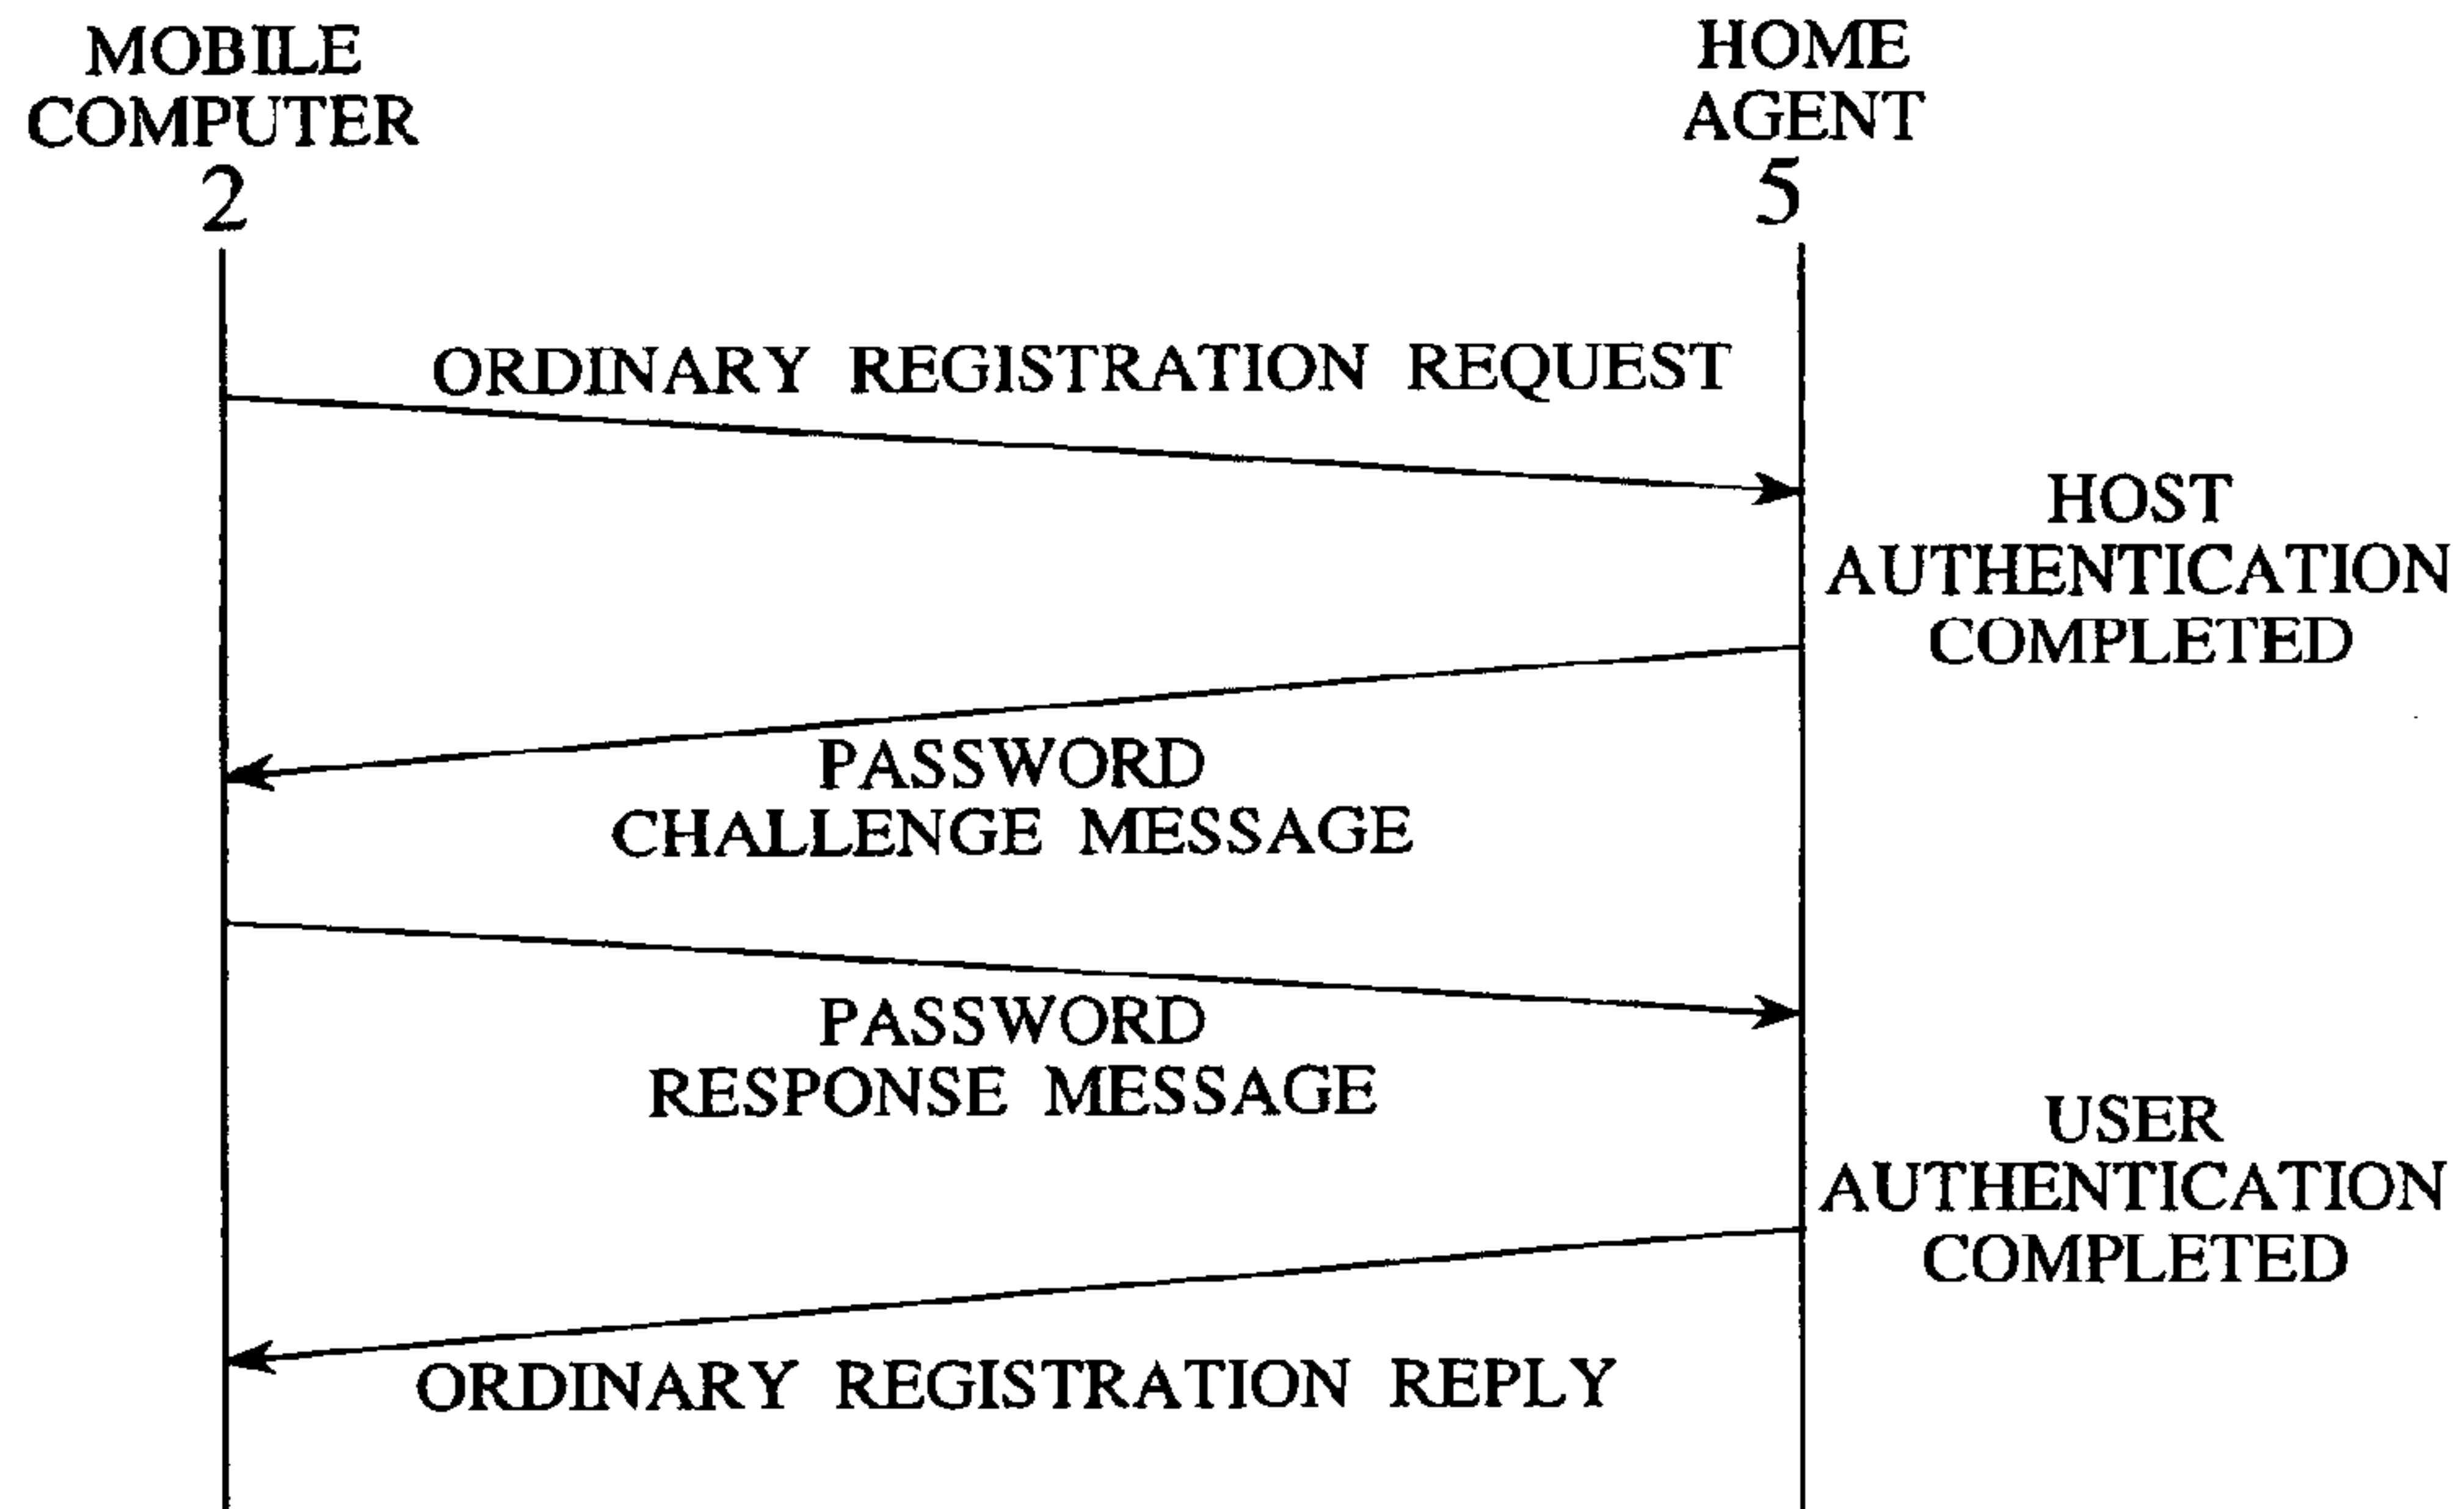 MOBILE
COMPUTER
2
HOME
AGENT
5
ORDINARY REGISTRATION REQUEST
HOST
AUTHENTICATION
COMPLETED
PASSWORD
CHALLENGE MESSAGE
PASSWORD
RESPONSE MESSAGE
USER
AUTHENTICATION
COMPLETED
ORDINARY REGISTRATION REPLY